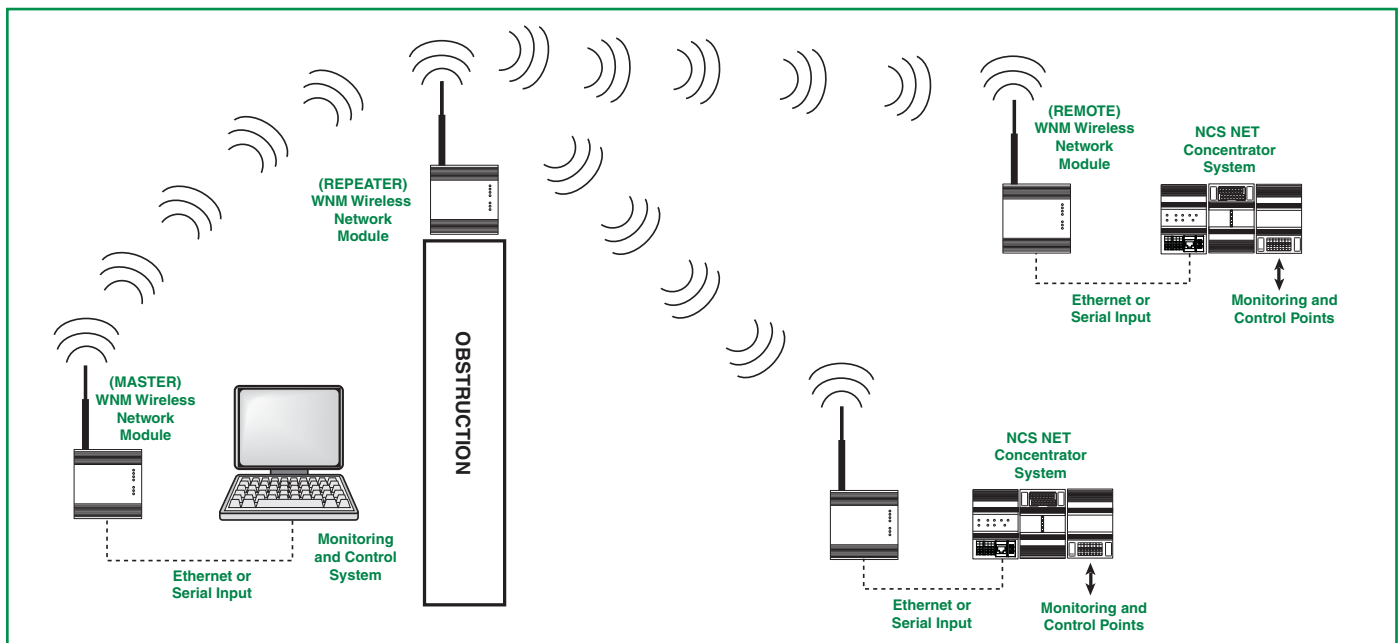 (REPEATER)
WNM Wireless
Network
Module
(REMOTE)
WNM Wireless
Network
Module
NCS NET
Concentrator
System
Ethernet or
Serial Input
Monitoring and
Control Points
(MASTER)
WNM Wireless
Network
Module
Monitoring
and Control
System
Ethernet or
Serial Input
OBSTRUCTION
NCS NET
Concentrator
System
Ethernet or
Serial Input
Monitoring and
Control Points